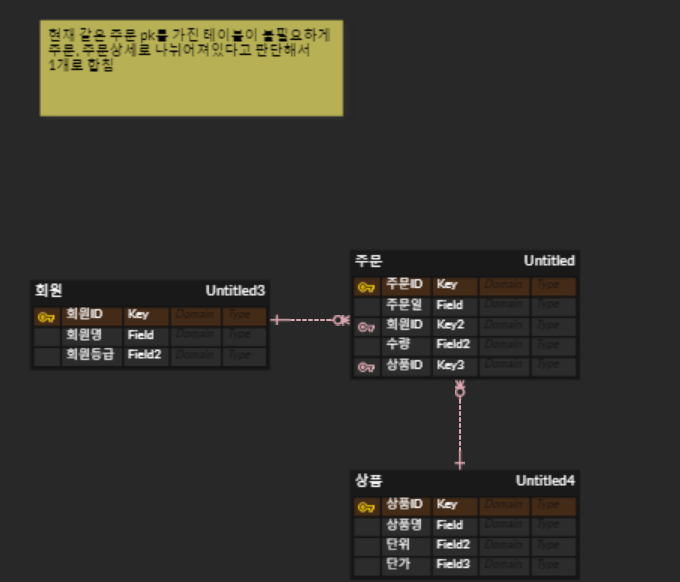 현재 같은 주문 pk를 가진 테이블이 불필요하게
주문, 주문상세로 나뉘어져있다고 판단해서
1개로 합침
주문 Untitled
주문ID Key Domain Type
주문일 Field Domain Type
회원ID Key2 Domain Type
수량 Field2 Domain Type
상품ID Key3 Domain Type
회원 Untitled3
회원ID Key Domain Type
회원명 Field Domain Type
회원등급 Field2 Domain Type
상품 Untitled4
상품ID Key Domain Type
상품명 Field Domain Type
단위 Field2 Domain Type
단가 Field3 Domain Type